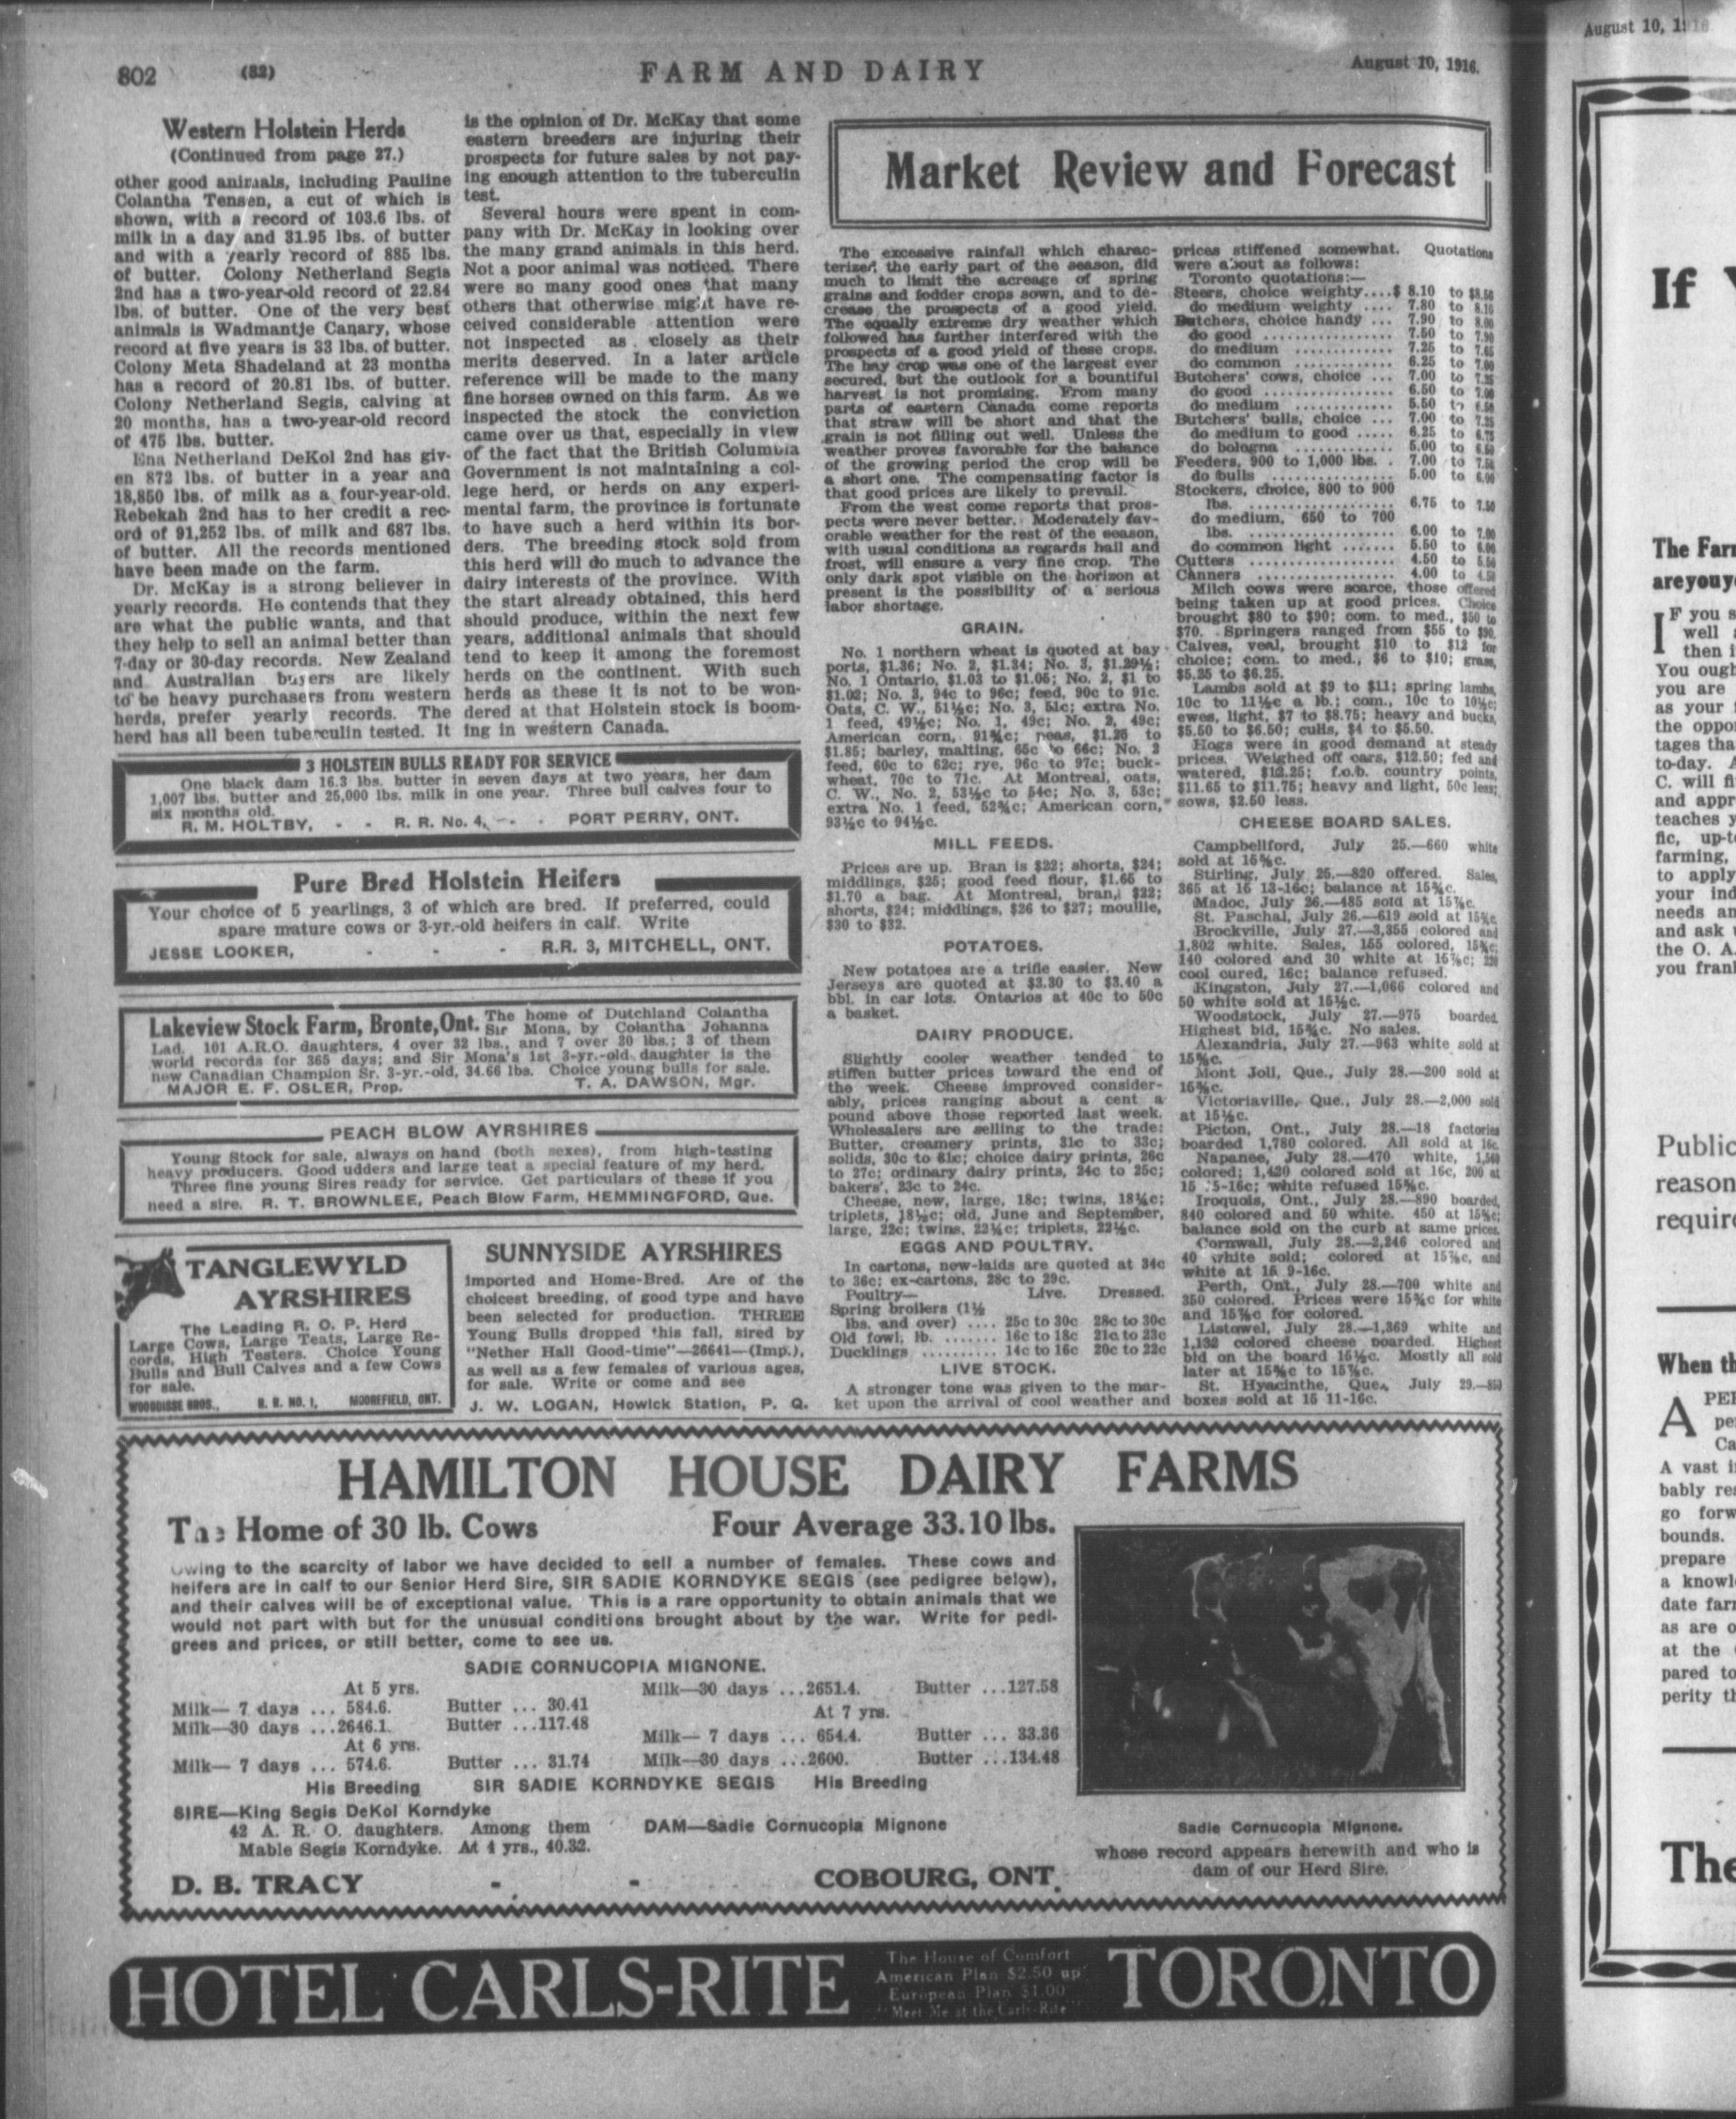 802 (32) FARM AND DAIRY August 10, 1916.
Western Holstein Herds
(Continued from page 27.)
other good animals, including Pauline
Colantha Tensen, a cut of which is
shown, with a record of 103.6 lbs. of
milk in a day and 31.95 lbs. of butter
and with a yearly record of 885 lbs.
of butter. Colony Netherland Segis
2nd has a two-year-old record of 22.84
lbs. of butter. One of the very best
animals is Wadmantje Canary, whose
record at five years is 33 lbs. of butter.
Colony Meta Shadeland at 23 months
has a record of 20.81 lbs. of butter.
Colony Netherland Segis, calving at
20 months, has a two-year-old record
of 475 lbs. butter.
Ena Netherland DeKol 2nd has giv-
en 872 lbs. of butter in a year and
18,850 lbs. of milk as a four-year-old.
Rebekah 2nd has to her credit a rec-
ord of 91,252 lbs. of milk and 687 lbs.
of butter. All the records mentioned
have been made on the farm.
Dr. McKay is a strong believer in
yearly records. He contends that they
are what the public wants, and that
they help to sell an animal better than
7-day or 30-day records. New Zealand
and Australian buyers are likely
to be heavy purchasers from western
herds, prefer yearly records. The
herd has all been tuberculin tested. It
is the opinion of Dr. McKay that some
eastern breeders are injuring their
prospects for future sales by not pay-
ing enough attention to the tuberculin
test.
Several hours were spent in com-
pany with Dr. McKay in looking over
the many grand animals in this herd.
Not a poor animal was noticed. There
were so many good ones that many
others that otherwise might have re-
ceived considerable attention were
not inspected as closely as their
merits deserved. In a later article
reference will be made to the many
fine horses owned on this farm. As we
inspected the stock the conviction
came over us that, especially in view
of the fact that the British Columbia
Government is not maintaining a col-
lege herd, or herds on any experi-
mental farm, the province is fortunate
to have such a herd within its bor-
ders. The breeding stock sold from
this herd will do much to advance the
dairy interests of the province. With
the start already obtained, this herd
should produce, within the next few
years, additional animals that should
tend to keep it among the foremost
herds on the continent. With such
herds as these it is not to be won-
dered at that Holstein stock is boom-
ing in western Canada.
3 HOLSTEIN BULLS READY FOR SERVICE
One black dam 16.3 lbs. butter in seven days at two years, her dam
1,007 lbs. butter and 25,000 lbs. milk in one year. Three bull calves four to
six months old.
R. M. HOLTBY, - - R. R. No. 4, - - PORT PERRY, ONT.
Pure Bred Holstein Heifers
Your choice of 5 yearlings, 3 of which are bred. If preferred, could
spare mature cows or 3-yr.-old heifers in calf. Write
JESSE LOOKER, - - - R.R. 3, MITCHELL, ONT.
Lakeview Stock Farm, Bronte, Ont. The home of Dutchland Colantha
Sir Mona, by Colantha Johanna
Lad. 101 A.R.O. daughters, 4 over 32 lbs., and 7 over 30 lbs.; 3 of them
world records for 365 days; and Sir Mona's 1st 3-yr.-old daughter is the
new Canadian Champion Sr. 3-yr.-old, 34.66 lbs. Choice young bulls for sale.
MAJOR E. F. OSLER, Prop. T. A. DAWSON, Mgr.
PEACH BLOW AYRSHIRES
Young Stock for sale, always on hand (both sexes), from high-testing
heavy producers. Good udders and large teat a special feature of my herd.
Three fine young Sires ready for service. Get particulars of these if you
need a sire. R. T. BROWNLEE, Peach Blow Farm, HEMMINGFORD, Que.
TANGLEWYLD
AYRSHIRES
The Leading R. O. P. Herd
Large Cows, Large Teats, Large Re-
cords, High Testers. Choice Young
Bulls and Bull Calves and a few Cows
for sale.
WOODDISSE BROS., R. R. NO. 1, MOOREFIELD, ONT.
SUNNYSIDE AYRSHIRES
Imported and Home-Bred. Are of the
choicest breeding, of good type and have
been selected for production. THREE
Young Bulls dropped this fall, sired by
"Nether Hall Good-time"—26641—(Imp.),
as well as a few females of various ages,
for sale. Write or come and see
J. W. LOGAN, Howick Station, P. Q.
Market Review and Forecast
The excessive rainfall which charac-
terized the early part of the season, did
much to limit the acreage of spring
grains and fodder crops sown, and to de-
crease the prospects of a good yield.
The equally extreme dry weather which
followed has further interfered with the
prospects of a good yield of these crops.
The hay crop was one of the largest ever
secured, but the outlook for a bountiful
harvest is not promising. From many
parts of eastern Canada come reports
that straw will be short and that the
grain is not filling out well. Unless the
weather proves favorable for the balance
of the growing period the crop will be
a short one. The compensating factor is
that good prices are likely to prevail.
From the west come reports that pros-
pects were never better. Moderately fav-
orable weather for the rest of the season,
with usual conditions as regards hail and
frost, will ensure a very fine crop. The
only dark spot visible on the horizon at
present is the possibility of a serious
labor shortage.
GRAIN.
No. 1 northern wheat is quoted at bay
ports, $1.36; No. 2, $1.34; No. 3, $1.29½;
No. 1 Ontario, $1.03 to $1.05; No. 2, $1 to
$1.02; No. 3, 94c to 96c; feed, 90c to 91c.
Oats, C. W., 51½c; No. 3, 51c; extra No.
1 feed, 49½c; No. 1, 49c; No. 2, 49c;
American corn, 91¾c; peas, $1.25 to
$1.85; barley, malting, 65c to 66c; No. 2
feed, 60c to 62c; rye, 96c to 97c; buck-
wheat, 70c to 71c. At Montreal, oats,
C. W., No. 2, 53½c to 54c; No. 3, 53c;
extra No. 1 feed, 52¾c; American corn,
93½c to 94½c.
MILL FEEDS.
Prices are up. Bran is $22; shorts, $24;
middlings, $25; good feed flour, $1.65 to
$1.70 a bag. At Montreal, bran, $22;
shorts, $24; middlings, $26 to $27; moullie,
$30 to $32.
POTATOES.
New potatoes are a trifle easier. New
Jerseys are quoted at $3.30 to $3.40 a
bbl. in car lots. Ontarios at 40c to 50c
a basket.
DAIRY PRODUCE.
Slightly cooler weather tended to
stiffen butter prices toward the end of
the week. Cheese improved consider-
ably, prices ranging about a cent a
pound above those reported last week.
Wholesalers are selling to the trade:
Butter, creamery prints, 31c to 33c;
solids, 30c to 31c; choice dairy prints, 26c
to 27c; ordinary dairy prints, 24c to 25c;
bakers', 23c to 24c.
Cheese, new, large, 18c; twins, 18¼c;
triplets, 18½c; old, June and September,
large, 22c; twins, 22¼c; triplets, 22½c.
EGGS AND POULTRY.
In cartons, new-laids are quoted at 34c
to 36c; ex-cartons, 28c to 29c.
Poultry— Live. Dressed.
Spring broilers (1½
lbs. and over) .... 25c to 30c 28c to 30c
Old fowl, lb. ....... 16c to 18c 21c to 23c
Ducklings .......... 14c to 16c 20c to 22c
LIVE STOCK.
A stronger tone was given to the mar-
ket upon the arrival of cool weather and
prices stiffened somewhat. Quotations
were about as follows:
Toronto quotations:—
Steers, choice weighty....$ 8.10 to $8.50
do medium weighty .... 7.80 to 8.10
Butchers, choice handy ... 7.90 to 8.00
do good ................. 7.50 to 7.90
do medium ............. 7.25 to 7.65
do common ............. 6.25 to 7.00
Butchers' cows, choice ... 7.00 to 7.25
do good ................. 6.50 to 7.00
do medium ............. 5.50 to 6.50
Butchers' bulls, choice ... 7.00 to 7.25
do medium to good ..... 6.25 to 6.75
do bologna ............. 5.00 to 6.50
Feeders, 900 to 1,000 lbs. . 7.00 to 7.50
do bulls ................ 5.00 to 6.00
Stockers, choice, 800 to 900
lbs. ................... 6.75 to 7.50
do medium, 650 to 700
lbs. ................... 6.00 to 7.00
do common light ....... 5.50 to 6.00
Cutters ................... 4.50 to 5.50
Canners .................. 4.00 to 4.50
Milch cows were scarce, those offered
being taken up at good prices. Choice
brought $80 to $90; com. to med., $50 to
$70. Springers ranged from $55 to $90.
Calves, veal, brought $10 to $12 for
choice; com. to med., $6 to $10; grass,
$5.25 to $6.25.
Lambs sold at $9 to $11; spring lambs,
10c to 11½c a lb.; com., 10c to 10½c;
ewes, light, $7 to $8.75; heavy and bucks,
$5.50 to $6.50; culls, $4 to $5.50.
Hogs were in good demand at steady
prices. Weighed off cars, $12.50; fed and
watered, $12.25; f.o.b. country points,
$11.65 to $11.75; heavy and light, 50c less;
sows, $2.50 less.
CHEESE BOARD SALES.
Campbellford, July 25.—660 white
sold at 15⅝c.
Stirling, July 25.—820 offered. Sales,
365 at 15 13-16c; balance at 15¾c.
Madoc, July 26.—485 sold at 15⅞c.
St. Paschal, July 26.—619 sold at 15¾c.
Brockville, July 27.—3,355 colored and
1,802 white. Sales, 155 colored, 15¾c;
140 colored and 30 white at 15⅞c; 220
cool cured, 16c; balance refused.
Kingston, July 27.—1,066 colored and
50 white sold at 15½c.
Woodstock, July 27.—975 boarded.
Highest bid, 15¾c. No sales.
Alexandria, July 27.—963 white sold at
15⅝c.
Mont Joli, Que., July 28.—200 sold at
15⅜c.
Victoriaville, Que., July 28.—2,000 sold
at 15½c.
Picton, Ont., July 28.—18 factories
boarded 1,780 colored. All sold at 16c.
Napanee, July 28.—470 white, 1,540
colored; 1,420 colored sold at 16c, 200 at
15 15-16c; white refused 15⅝c.
Iroquois, Ont., July 28.—890 boarded,
840 colored and 50 white. 450 at 15¾c;
balance sold on the curb at same prices.
Cornwall, July 28.—2,246 colored and
40 white sold; colored at 15⅞c, and
white at 15 9-16c.
Perth, Ont., July 28.—700 white and
350 colored. Prices were 15¾c for white
and 15⅞c for colored.
Listowel, July 28.—1,369 white and
1,132 colored cheese boarded. Highest
bid on the board 15½c. Mostly all sold
later at 15⅝c to 15⅞c.
St. Hyacinthe, Que., July 29.—850
boxes sold at 15 11-16c.
HAMILTON HOUSE DAIRY FARMS
The Home of 30 lb. Cows Four Average 33.10 lbs.
Owing to the scarcity of labor we have decided to sell a number of females. These cows and
heifers are in calf to our Senior Herd Sire, SIR SADIE KORNDYKE SEGIS (see pedigree below),
and their calves will be of exceptional value. This is a rare opportunity to obtain animals that we
would not part with but for the unusual conditions brought about by the war. Write for pedi-
grees and prices, or still better, come to see us.
SADIE CORNUCOPIA MIGNONE.
At 5 yrs.
Milk— 7 days ... 584.6. Butter ... 30.41
Milk—30 days ...2646.1. Butter ...117.48
At 6 yrs.
Milk— 7 days ... 574.6. Butter ... 31.74
Milk—30 days ...2651.4. Butter ...127.58
At 7 yrs.
Milk— 7 days ... 654.4. Butter ... 33.36
Milk—30 days ...2600. Butter ...134.48
His Breeding SIR SADIE KORNDYKE SEGIS His Breeding
SIRE—King Segis DeKol Korndyke
42 A. R. O. daughters. Among them
Mable Segis Korndyke. At 4 yrs., 40.32.
DAM—Sadie Cornucopia Mignone
D. B. TRACY - - COBOURG, ONT.
Sadie Cornucopia Mignone.
whose record appears herewith and who is
dam of our Herd Sire.
HOTEL CARLS-RITE
The House of Comfort
American Plan $2.50 up
European Plan $1.00
"Meet Me at the Carls-Rite"
TORONTO
August 10, 1916
If
The Far
are you
IF you s
well
then i
You ough
you are
as your
the oppo
tages tha
to-day.
C. will fi
and appr
teaches y
fic, up-t
farming,
to apply
your ind
needs an
and ask
the O. A.
you fran
Public
reason
require
When th
A PE
pe
Ca
A vast i
bably re
go forw
bounds.
prepare
a knowl
date farm
as are o
at the
pared to
perity th
The